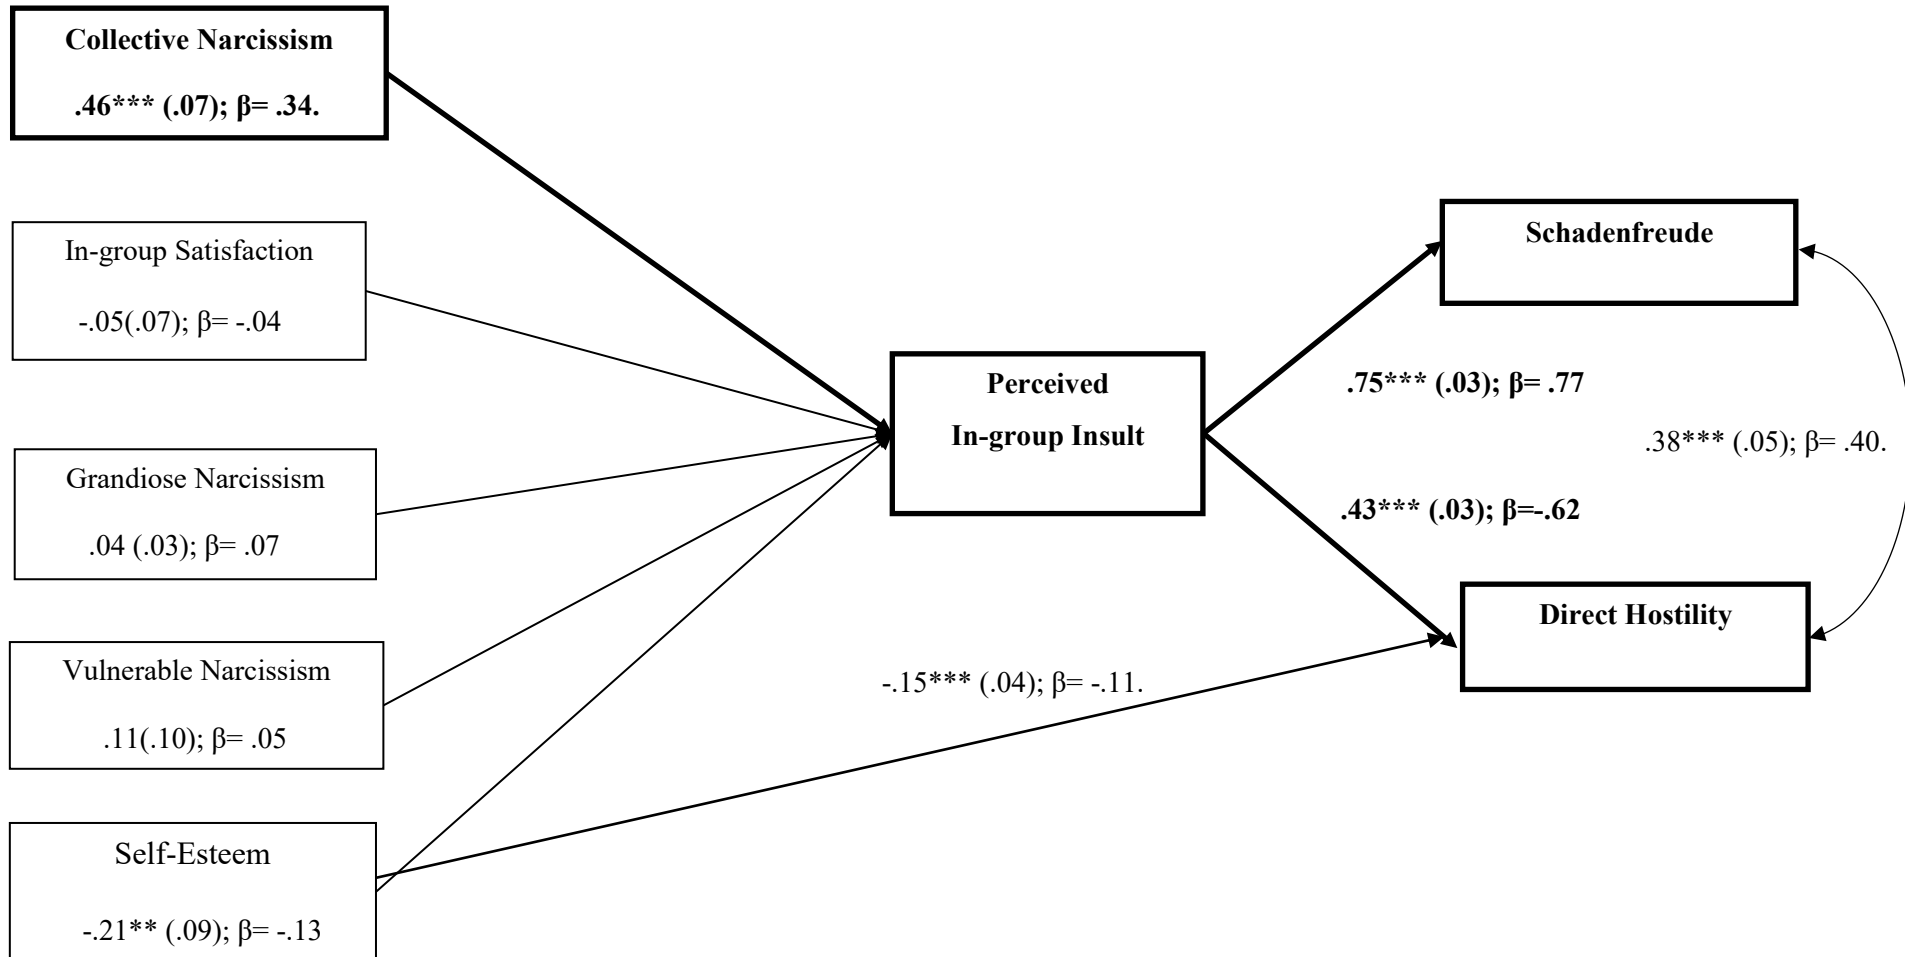 Collective Narcissism
.46*** (.07); β= .34.
In-group Satisfaction
-.05(.07); β= -.04
Grandiose Narcissism
.04 (.03); β= .07
Vulnerable Narcissism
.11(.10); β= .05
Self-Esteem
-.21** (.09); β= -.13
Perceived
In-group Insult
-.15*** (.04); β= -.11.
Schadenfreude
.75*** (.03); β= .77
.38*** (.05); β= .40.
.43*** (.03); β=-.62
Direct Hostility